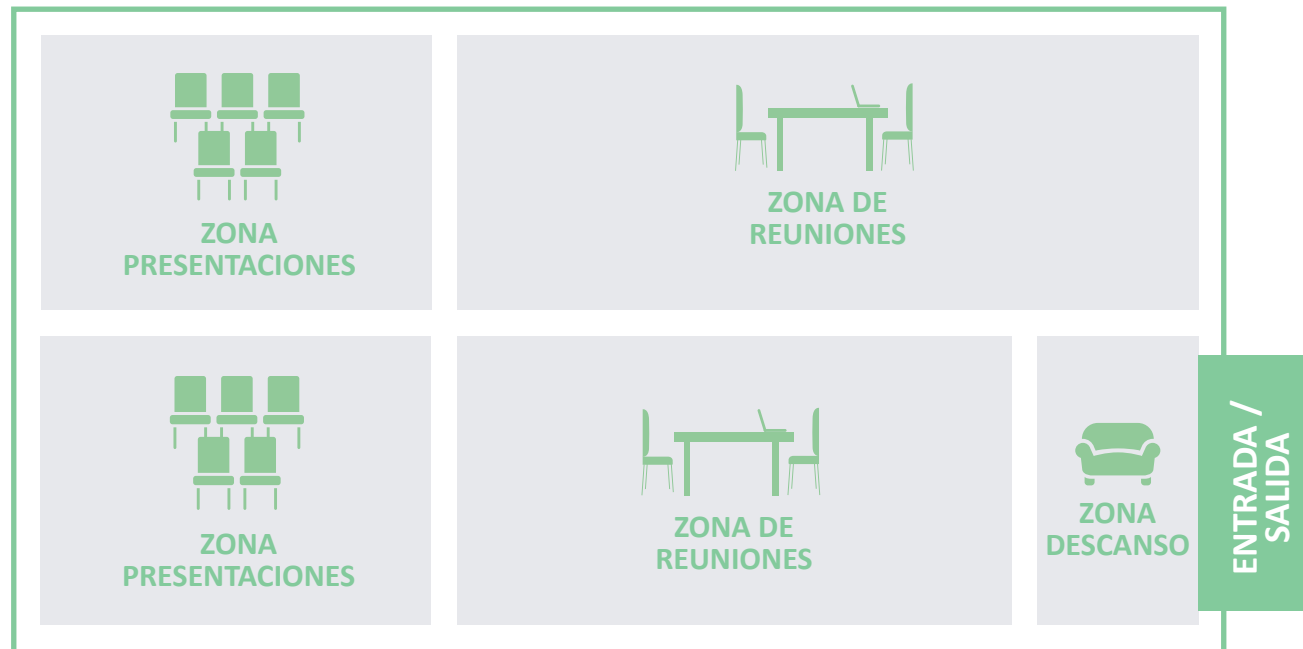 ZONA
PRESENTACIONES
ZONA DE
REUNIONES
ZONA
PRESENTACIONES
ZONA DE
REUNIONES
ZONA
DESCANSO
ENTRADA /
SALIDA